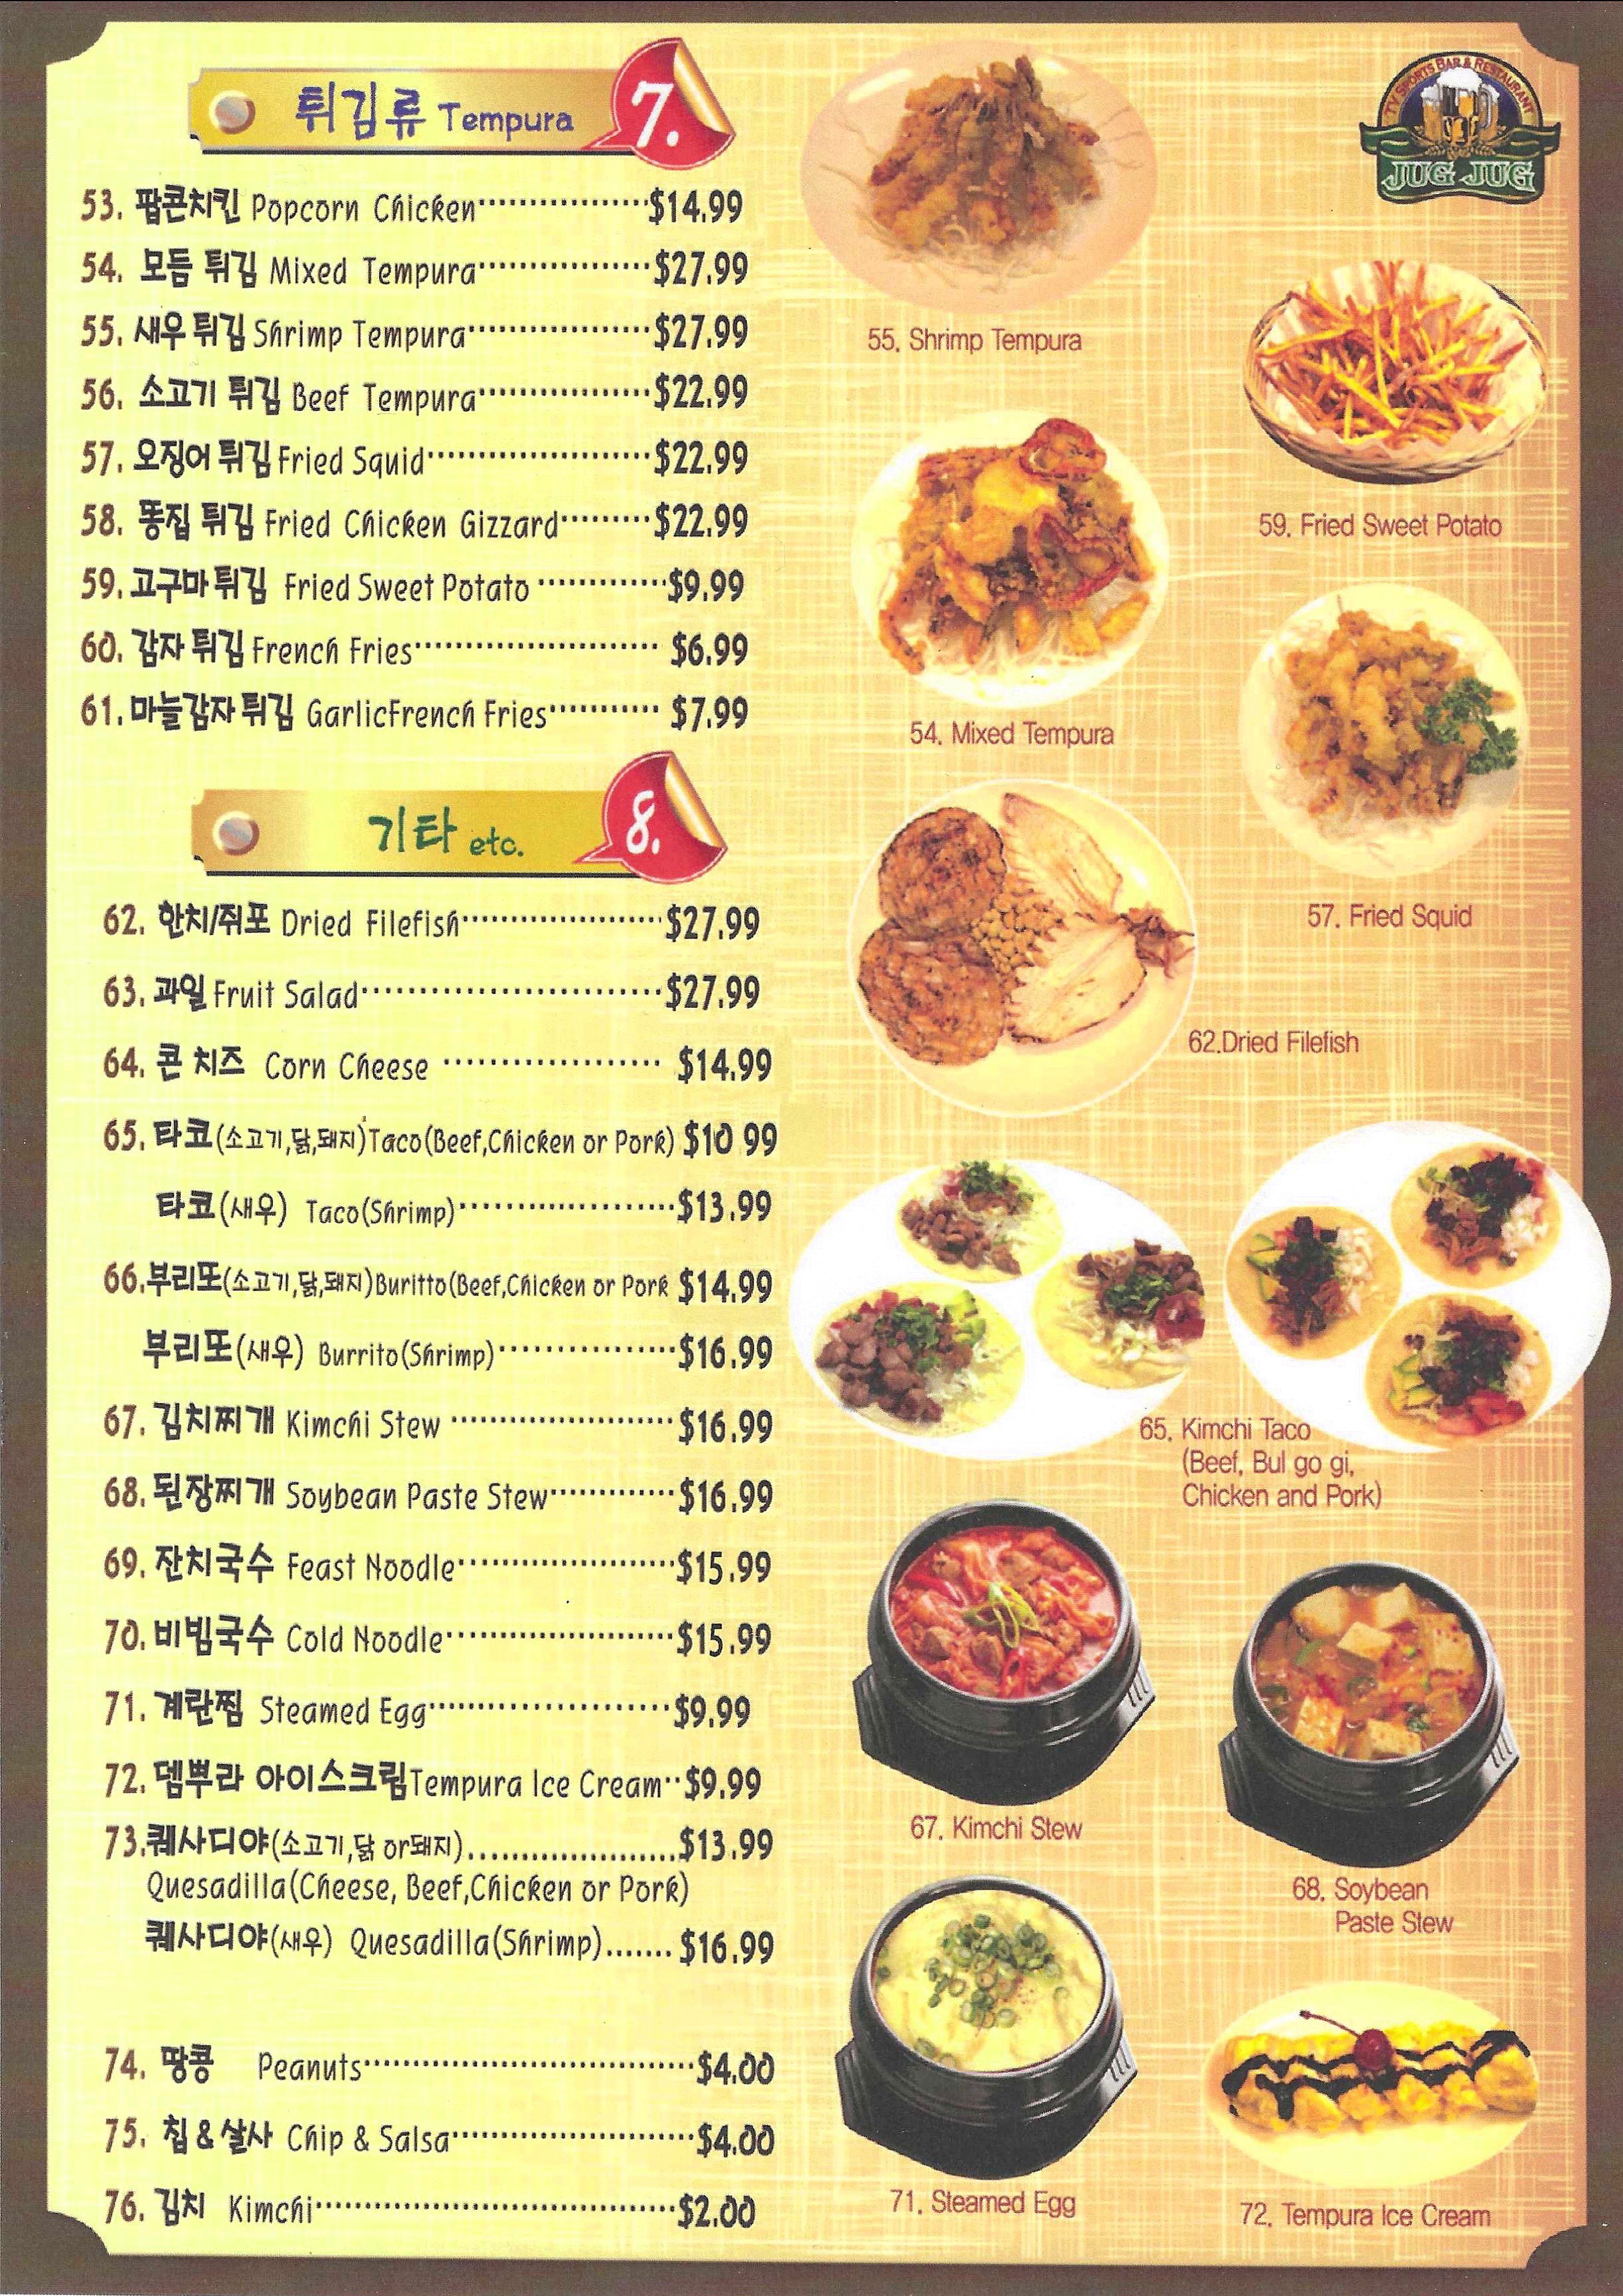 튀김류 Tempura 7.
53. 팝콘치킨 Popcorn Chicken $14.99
54. 모듬 튀김 Mixed Tempura $27.99
55. 새우 튀김 Shrimp Tempura $27.99
56. 소고기 튀김 Beef Tempura $22.99
57. 오징어 튀김 Fried Squid $22.99
58. 똥집 튀김 Fried Chicken Gizzard $22.99
59. 고구마 튀김 Fried Sweet Potato $9.99
60. 감자 튀김 French Fries $6.99
61. 마늘감자 튀김 GarlicFrench Fries $7.99
기타 etc. 8.
62. 한치/쥐포 Dried Filefish $27.99
63. 과일 Fruit Salad $27.99
64. 콘 치즈 Corn Cheese $14.99
65. 타코(소고기,닭,돼지)Taco(Beef,Chicken or Pork) $10 99
타코(새우) Taco(Shrimp) $13.99
66.부리또(소고기,닭,돼지)Buritto(Beef,Chicken or Pork $14.99
부리또(새우) Burrito(Shrimp) $16.99
67. 김치찌개 Kimchi Stew $16.99
68. 된장찌개 Soybean Paste Stew $16.99
69. 잔치국수 Feast Noodle $15.99
70. 비빔국수 Cold Noodle $15.99
71. 계란찜 Steamed Egg $9.99
72. 뎀뿌라 아이스크림Tempura Ice Cream $9.99
73.퀘사디야(소고기,닭 or돼지) $13.99
Quesadilla(Cheese, Beef,Chicken or Pork)
퀘사디야(새우) Quesadilla(Shrimp) $16.99
74. 땅콩 Peanuts $4.00
75. 칩 & 살사 Chip & Salsa $4.00
76. 김치 Kimchi $2.00
TV SPORTS BAR & RESTAURANT
JUG JUG
55. Shrimp Tempura
59. Fried Sweet Potato
54. Mixed Tempura
57. Fried Squid
62.Dried Filefish
65. Kimchi Taco
(Beef, Bul go gi,
Chicken and Pork)
67. Kimchi Stew
68. Soybean
Paste Stew
71. Steamed Egg
72. Tempura Ice Cream